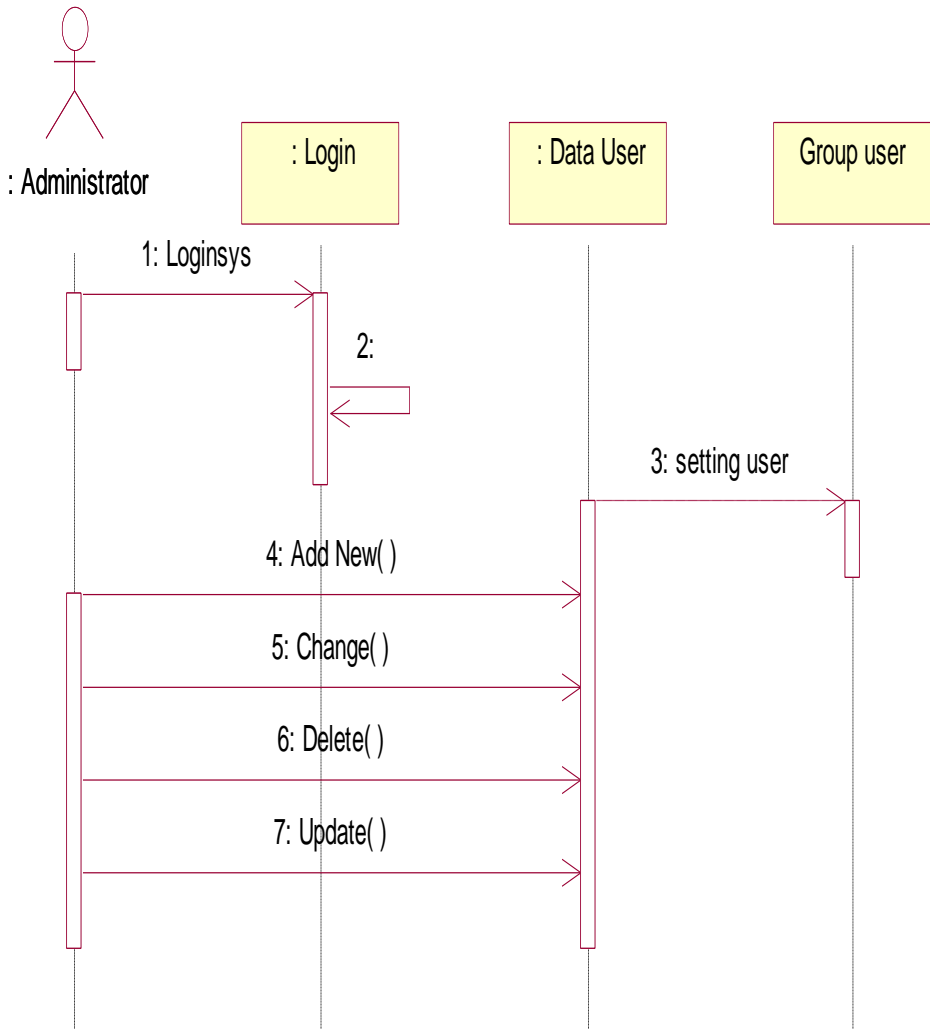 : Administrator
: Login
: Data User
Group user
1: Loginsys
2:
3: setting user
4: Add New( )
5: Change( )
6: Delete( )
7: Update( )